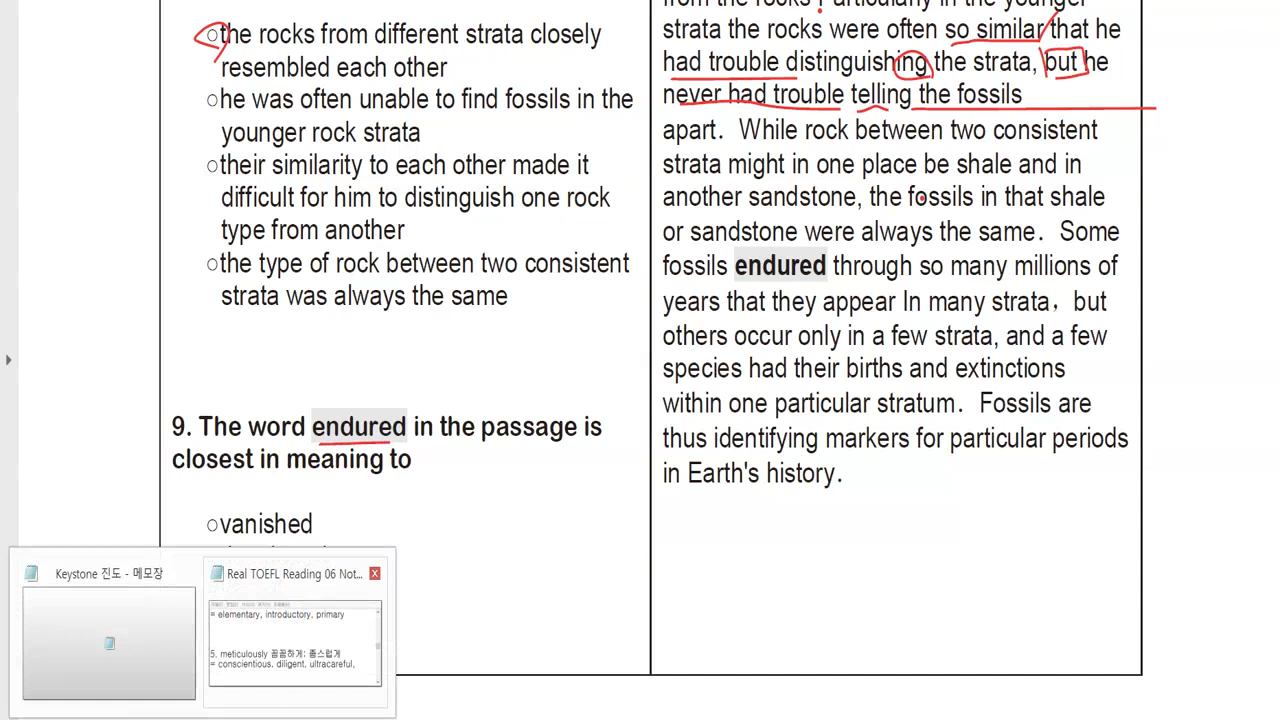 ○the rocks from different strata closely
resembled each other
○he was often unable to find fossils in the
younger rock strata
○their similarity to each other made it
difficult for him to distinguish one rock
type from another
○the type of rock between two consistent
strata was always the same
9. The word endured in the passage is
closest in meaning to
○vanished
from the rocks. Particularly in the younger
strata the rocks were often so similar that he
had trouble distinguishing the strata, but he
never had trouble telling the fossils
apart. While rock between two consistent
strata might in one place be shale and in
another sandstone, the fossils in that shale
or sandstone were always the same. Some
fossils endured through so many millions of
years that they appear In many strata, but
others occur only in a few strata, and a few
species had their births and extinctions
within one particular stratum. Fossils are
thus identifying markers for particular periods
in Earth's history.
Keystone 진도 - 메모장
Real TOEFL Reading 06 Not...
= elementary, introductory, primary
5. meticulously 꼼꼼하게; 좀스럽게
= conscientious, diligent, ultracareful,